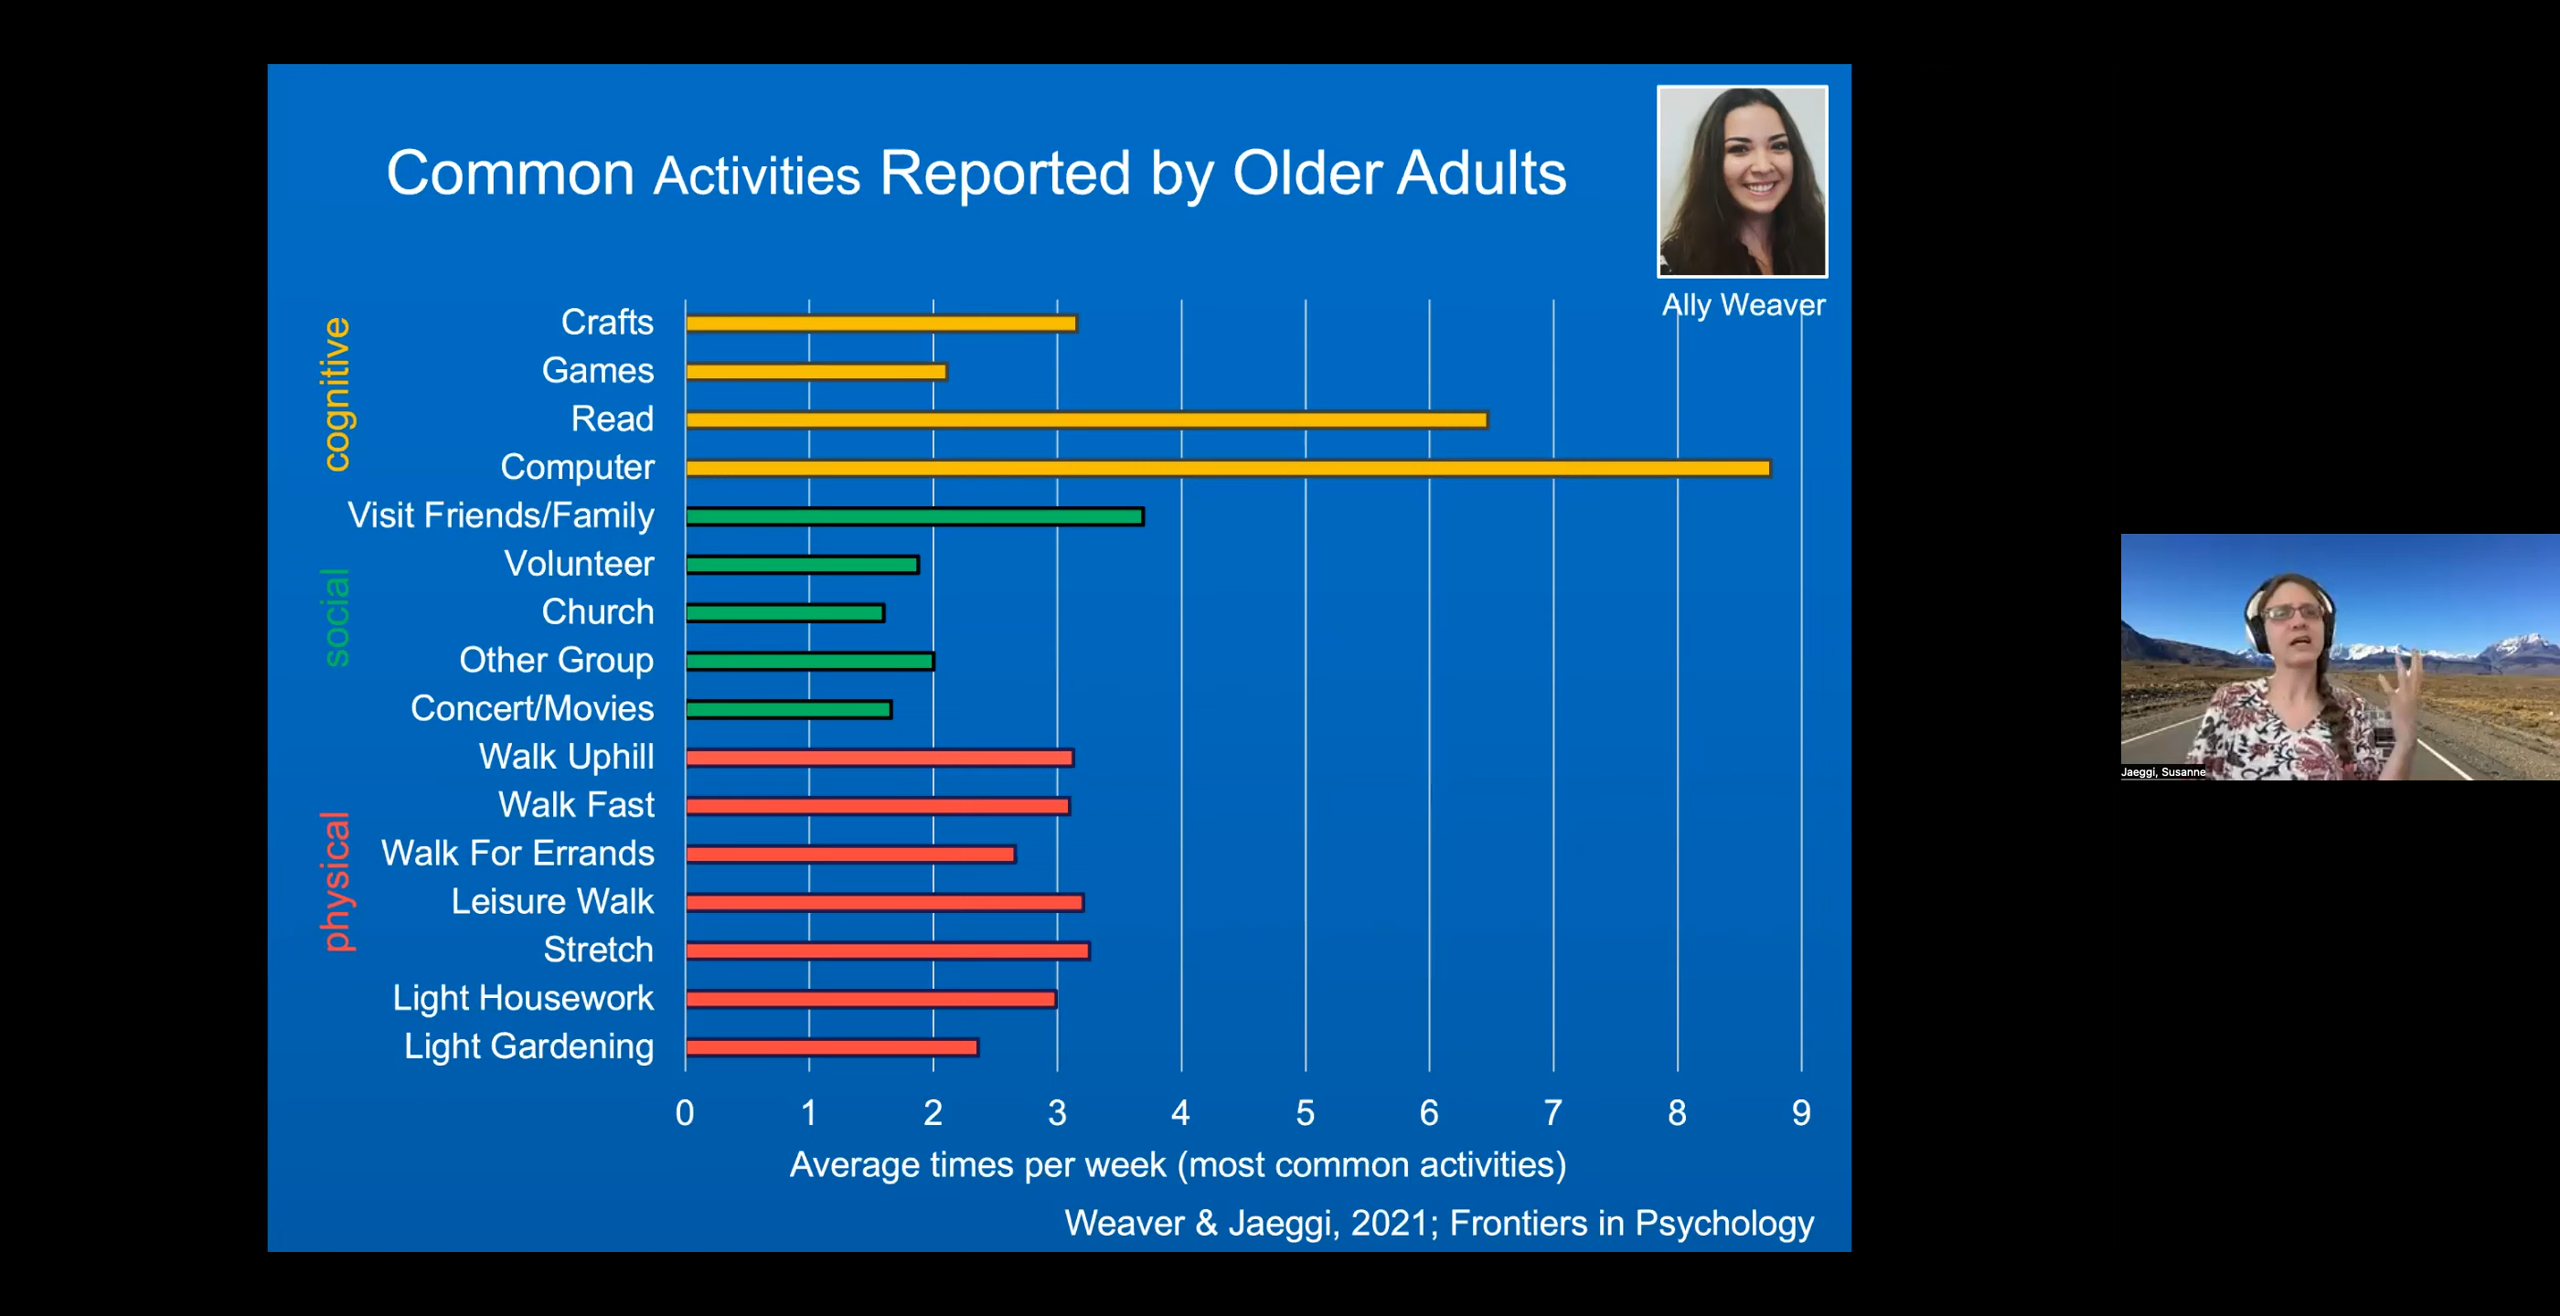 Common Activities Reported by Older Adults
Ally Weaver
cognitive
Crafts
Games
Read
Computer
social
Visit Friends/Family
Volunteer
Church
Other Group
Concert/Movies
physical
Walk Uphill
Walk Fast
Walk For Errands
Leisure Walk
Stretch
Light Housework
Light Gardening
0 1 2 3 4 5 6 7 8 9
Average times per week (most common activities)
Weaver & Jaeggi, 2021; Frontiers in Psychology
Jaeggi, Susanne